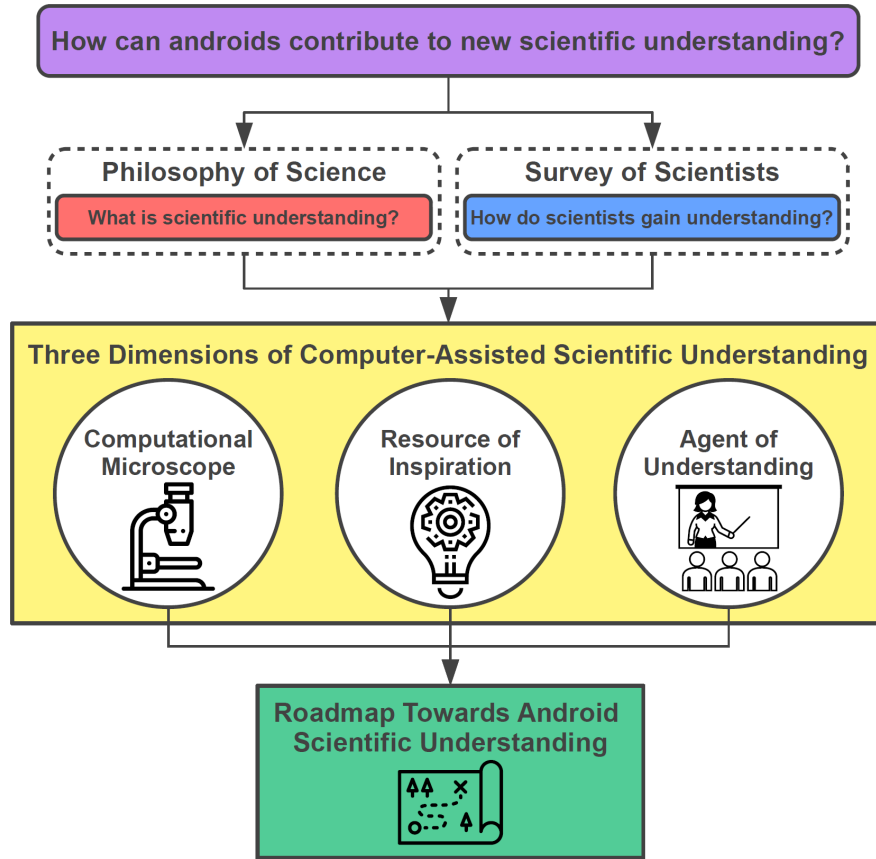 How can androids contribute to new scientific understanding?
Philosophy of Science
What is scientific understanding?
Survey of Scientists
How do scientists gain understanding?
Three Dimensions of Computer-Assisted Scientific Understanding
Computational
Microscope
Resource of
Inspiration
Agent of
Understanding
Roadmap Towards Android
Scientific Understanding